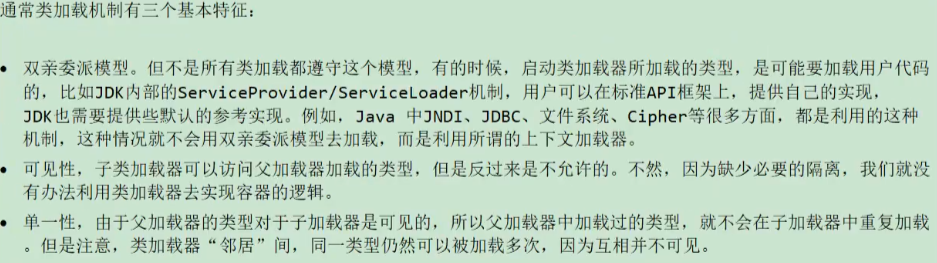 通常类加载机制有三个基本特征：
• 双亲委派模型。但不是所有类加载都遵守这个模型，有的时候，启动类加载器所加载的类型，是可能要加载用户代码
的，比如JDK内部的ServiceProvider/ServiceLoader机制，用户可以在标准API框架上，提供自己的实现，
JDK也需要提供些默认的参考实现。例如，Java 中JNDI、JDBC、文件系统、Cipher等很多方面，都是利用的这种
机制，这种情况就不会用双亲委派模型去加载，而是利用所谓的上下文加载器。
• 可见性，子类加载器可以访问父加载器加载的类型，但是反过来是不允许的。不然，因为缺少必要的隔离，我们就没
有办法利用类加载器去实现容器的逻辑。
• 单一性，由于父加载器的类型对于子加载器是可见的，所以父加载器中加载过的类型，就不会在子加载器中重复加载
。但是注意，类加载器“邻居”间，同一类型仍然可以被加载多次，因为互相并不可见。